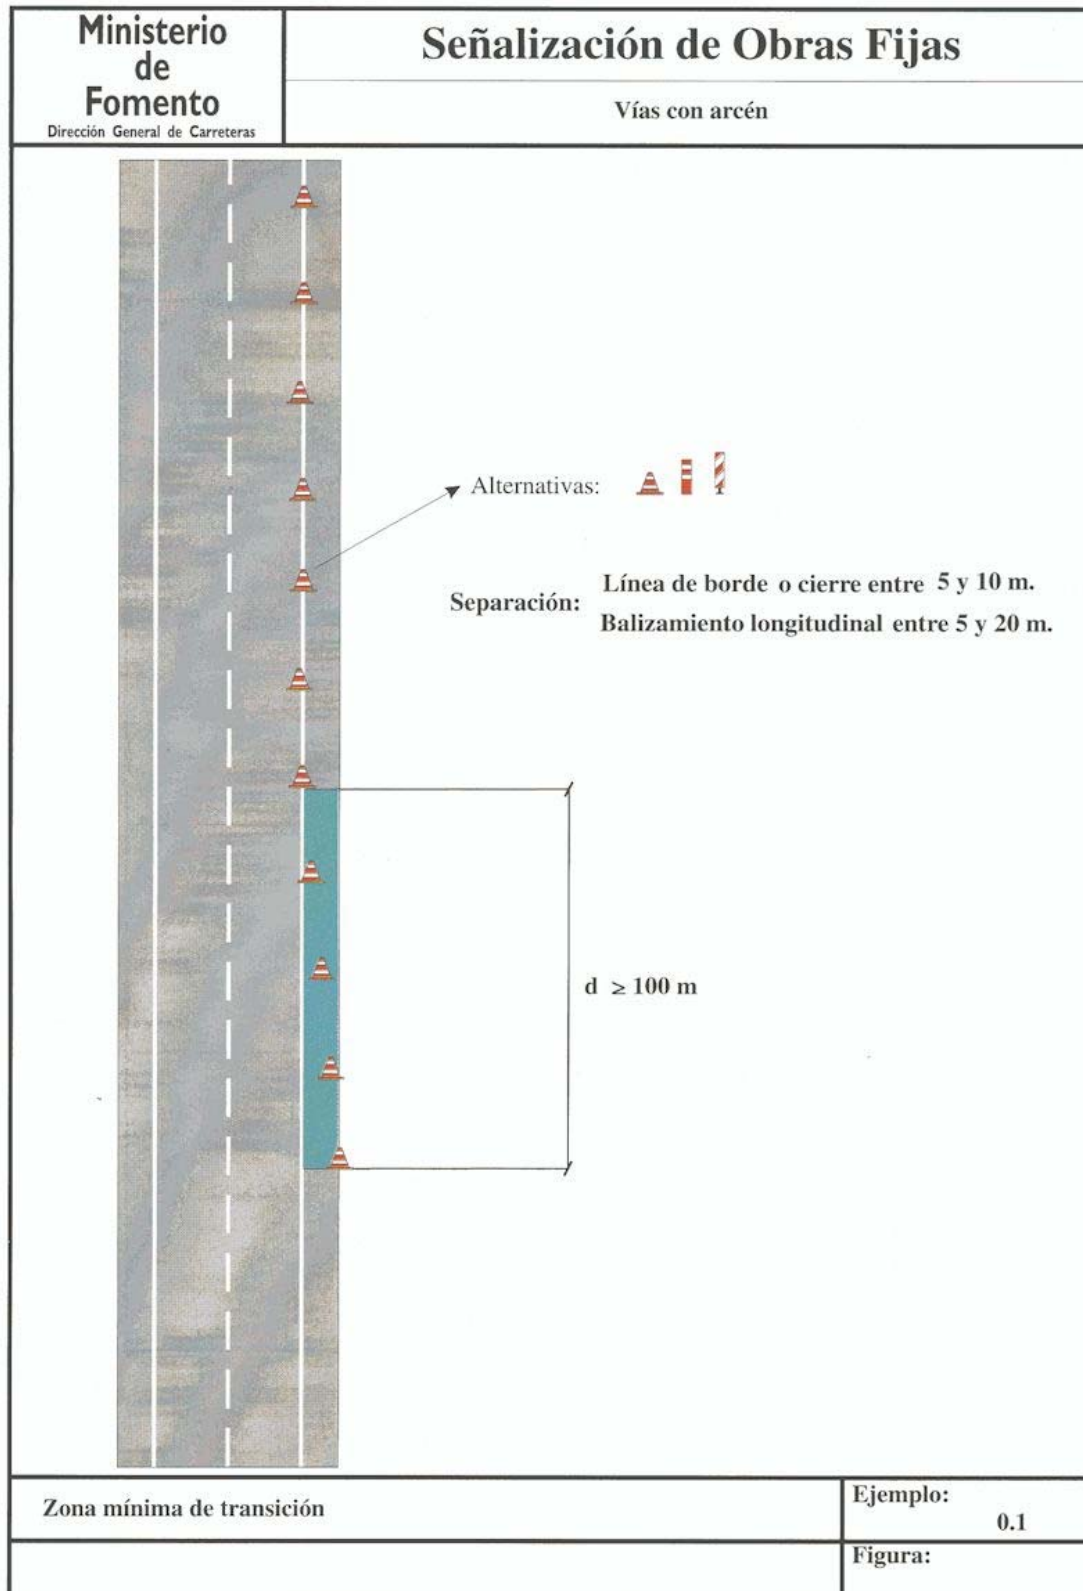 Ministerio
de
Fomento
Dirección General de Carreteras
Señalización de Obras Fijas
Vías con arcén
Alternativas:
Separación:
Línea de borde o cierre entre 5 y 10 m.
Balizamiento longitudinal entre 5 y 20 m.
d ≥ 100 m
Zona mínima de transición
Ejemplo:
0.1
Figura: